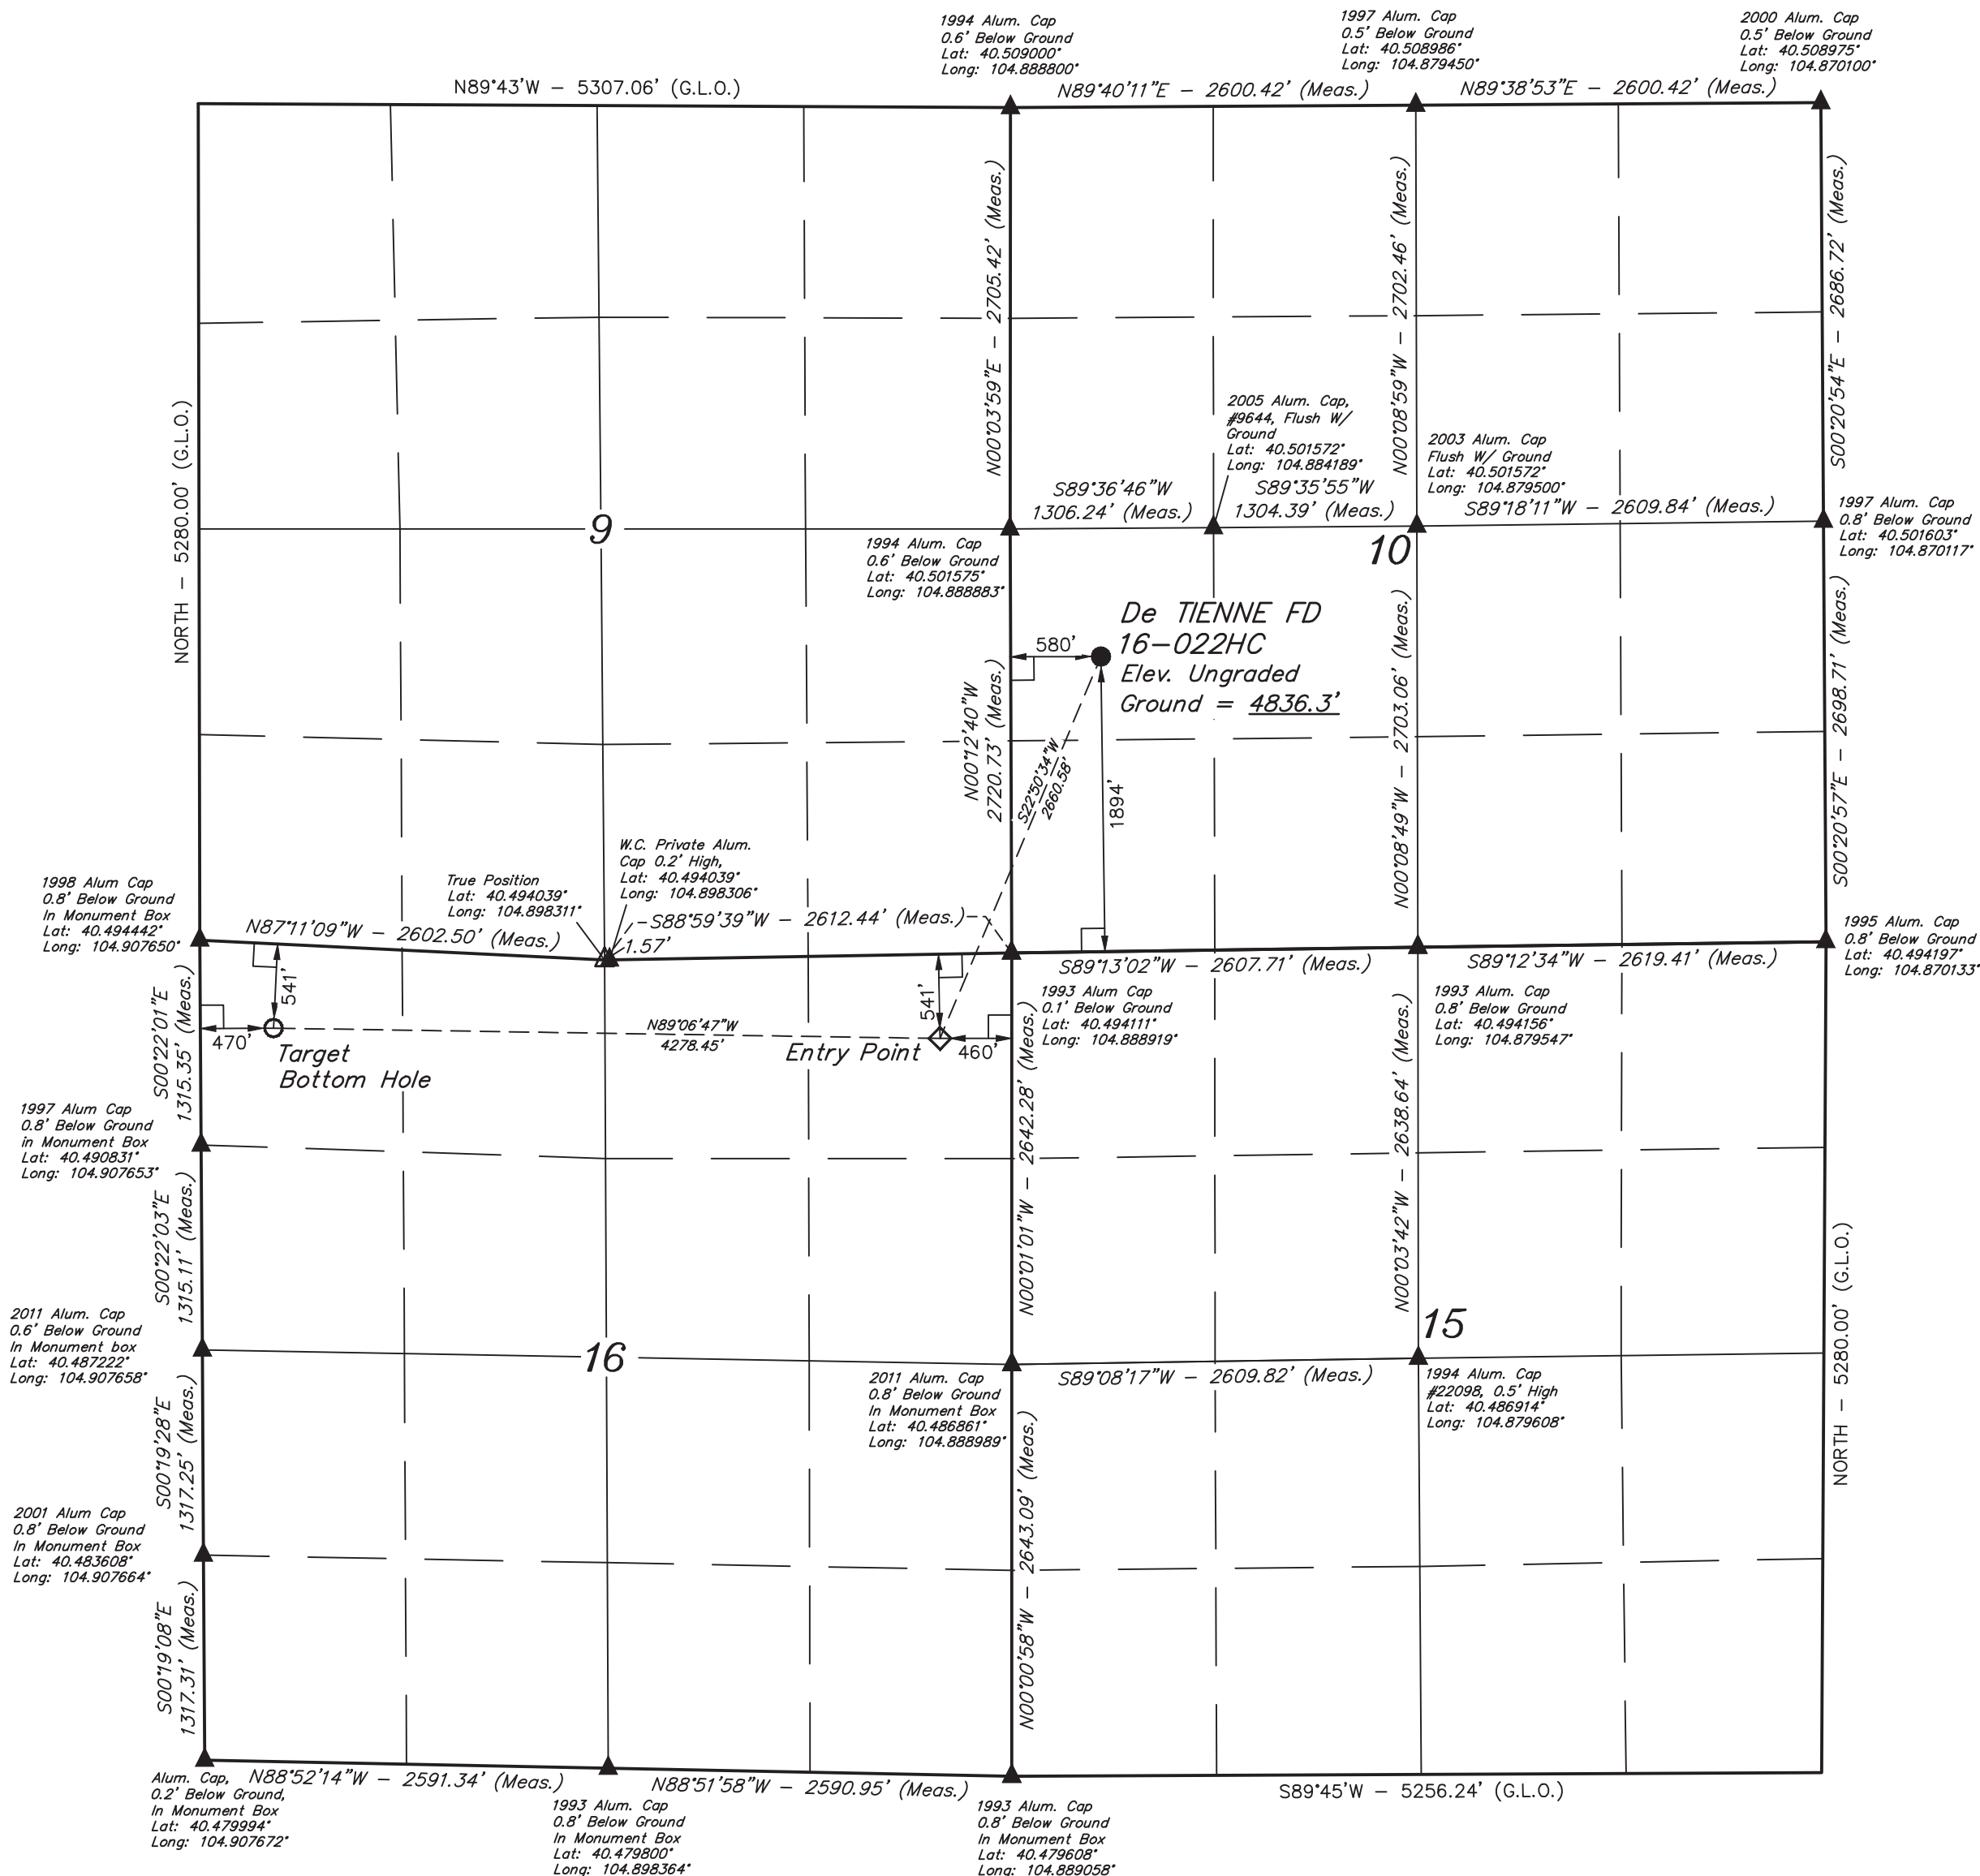 1994 Alum. Cap
0.6' Below Ground
Lat: 40.509000°
Long: 104.888800°
1997 Alum. Cap
0.5' Below Ground
Lat: 40.508986°
Long: 104.879450°
2000 Alum. Cap
0.5' Below Ground
Lat: 40.508975°
Long: 104.870100°
N89°43'W - 5307.06' (G.L.O.)
N89°40'11"E - 2600.42' (Meas.)
N89°38'53"E - 2600.42' (Meas.)
NORTH - 5280.00' (G.L.O.)
N00°03'59"E - 2705.42' (Meas.)
N00°08'59"W - 2702.46' (Meas.)
S00°20'54"E - 2686.72' (Meas.)
2005 Alum. Cap,
#9644, Flush W/
Ground
Lat: 40.501572°
Long: 104.884189°
2003 Alum. Cap
Flush W/ Ground
Lat: 40.501572°
Long: 104.879500°
S89°36'46"W
1306.24' (Meas.)
S89°35'55"W
1304.39' (Meas.)
S89°18'11"W - 2609.84' (Meas.)
1997 Alum. Cap
0.8' Below Ground
Lat: 40.501603°
Long: 104.870117°
9
10
1994 Alum. Cap
0.6' Below Ground
Lat: 40.501575°
Long: 104.888883°
De TIENNE FD
16-022HC
Elev. Ungraded
Ground = 4836.3'
580'
N00°12'40"W
2720.73' (Meas.)
S22°50'34"W
2660.58'
1894'
N00°08'49"W - 2703.06' (Meas.)
S00°20'57"E - 2698.71' (Meas.)
1998 Alum Cap
0.8' Below Ground
In Monument Box
Lat: 40.494442°
Long: 104.907650°
True Position
Lat: 40.494039°
Long: 104.898311°
W.C. Private Alum.
Cap 0.2' High,
Lat: 40.494039°
Long: 104.898306°
N87°11'09"W - 2602.50' (Meas.)
S88°59'39"W - 2612.44' (Meas.)
1.57'
S89°13'02"W - 2607.71' (Meas.)
S89°12'34"W - 2619.41' (Meas.)
1995 Alum. Cap
0.8' Below Ground
Lat: 40.494197°
Long: 104.870133°
541'
470'
Target
Bottom Hole
N89°06'47"W
4278.45'
541'
Entry Point
460'
1993 Alum Cap
0.1' Below Ground
Lat: 40.494111°
Long: 104.888919°
1993 Alum. Cap
0.8' Below Ground
Lat: 40.494156°
Long: 104.879547°
S00°22'01"E
1315.35' (Meas.)
1997 Alum Cap
0.8' Below Ground
in Monument Box
Lat: 40.490831°
Long: 104.907653°
S00°22'03"E
1315.11' (Meas.)
N00°01'01"W - 2642.28' (Meas.)
N00°03'42"W - 2638.64' (Meas.)
2011 Alum. Cap
0.6' Below Ground
In Monument box
Lat: 40.487222°
Long: 104.907658°
16
15
NORTH - 5280.00' (G.L.O.)
2011 Alum. Cap
0.8' Below Ground
In Monument Box
Lat: 40.486861°
Long: 104.888989°
S89°08'17"W - 2609.82' (Meas.)
1994 Alum. Cap
#22098, 0.5' High
Lat: 40.486914°
Long: 104.879608°
S00°19'28"E
1317.25' (Meas.)
2001 Alum Cap
0.8' Below Ground
In Monument Box
Lat: 40.483608°
Long: 104.907664°
S00°19'08"E
1317.31' (Meas.)
N00°00'58"W - 2643.09' (Meas.)
Alum. Cap,
0.2' Below Ground,
In Monument Box
Lat: 40.479994°
Long: 104.907672°
N88°52'14"W - 2591.34' (Meas.)
N88°51'58"W - 2590.95' (Meas.)
S89°45'W - 5256.24' (G.L.O.)
1993 Alum. Cap
0.8' Below Ground
In Monument Box
Lat: 40.479800°
Long: 104.898364°
1993 Alum. Cap
0.8' Below Ground
In Monument Box
Lat: 40.479608°
Long: 104.889058°